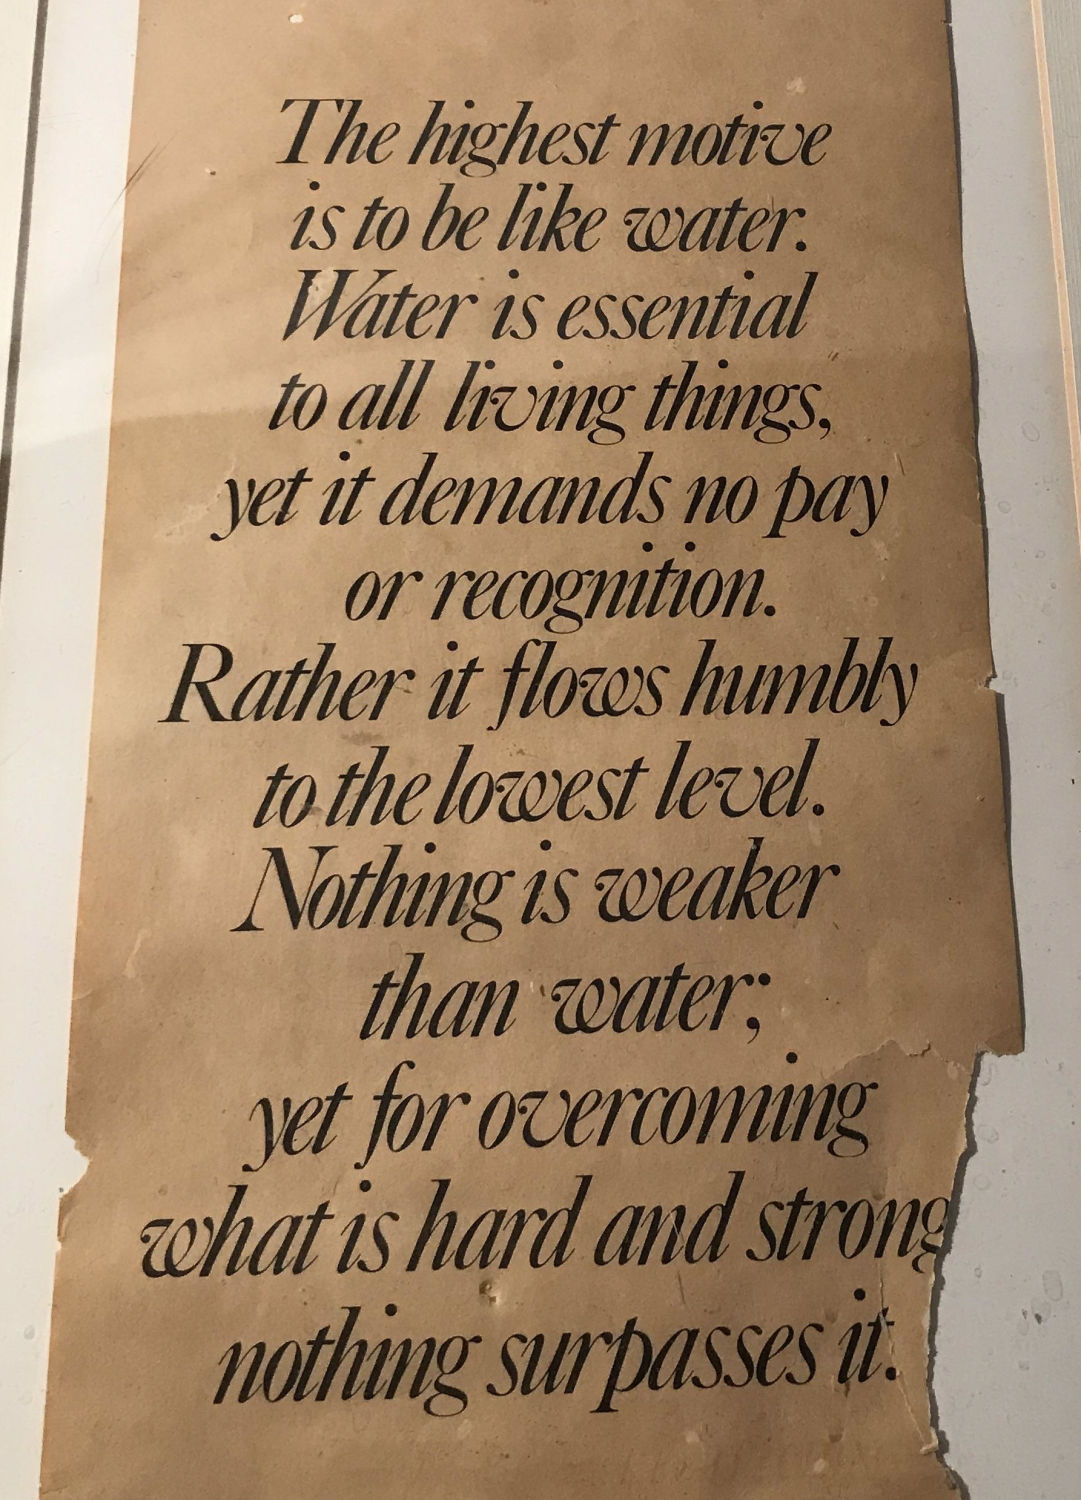 The highest motive
is to be like water.
Water is essential
to all living things,
yet it demands no pay
or recognition.
Rather it flows humbly
to the lowest level.
Nothing is weaker
than water;
yet for overcoming
what is hard and strong
nothing surpasses it.